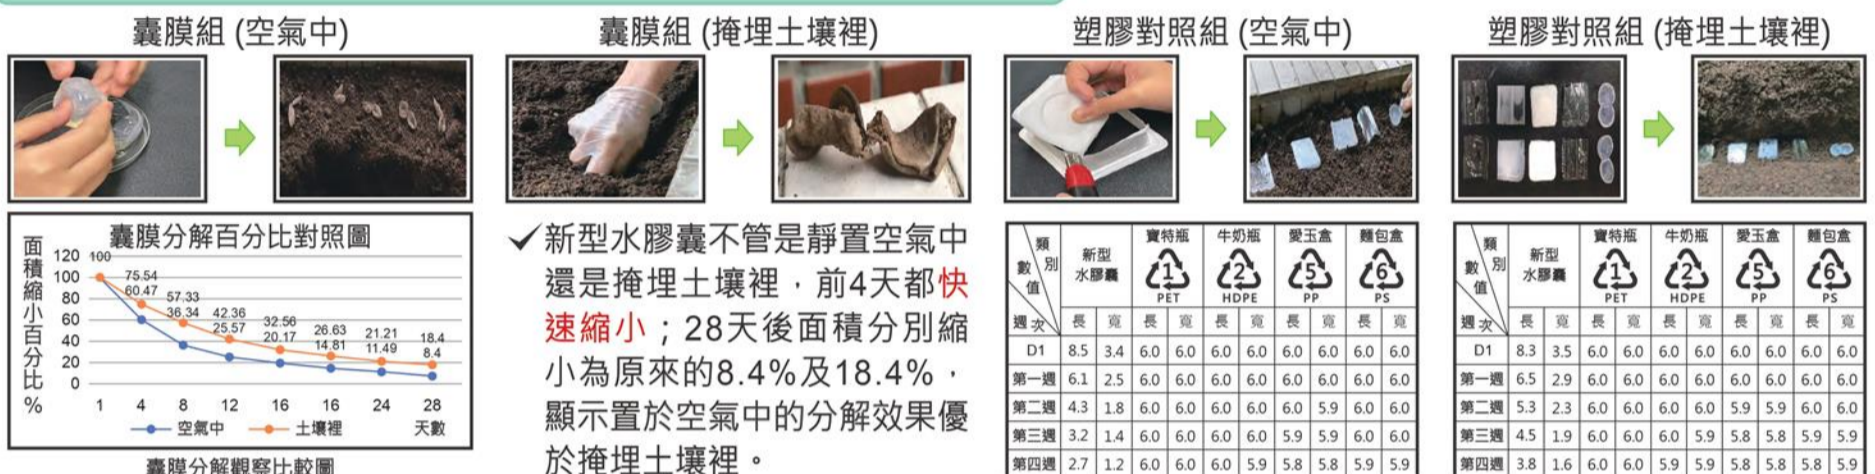 囊膜組 (空氣中)
囊膜組 (掩埋土壤裡)
塑膠對照組 (空氣中)
塑膠對照組 (掩埋土壤裡)
囊膜分解百分比對照圖
面積縮小百分比%
120
100
80
60
40
20
0
100
75.54
60.47
57.33
36.34
42.36
25.57
32.56
20.17
26.63
14.81
21.21
11.49
18.4
8.4
1 4 8 12 16 16 24 28
空氣中 土壤裡 天數
囊膜分解觀察比較圖
✓新型水膠囊不管是靜置空氣中
還是掩埋土壤裡，前4天都快
速縮小；28天後面積分別縮
小為原來的8.4%及18.4%，
顯示置於空氣中的分解效果優
於掩埋土壤裡。
類別 數值 週次
新型水膠囊 寶特瓶 牛奶瓶 愛玉盒 麵包盒
1 2 5 6
PET HDPE PP PS
長 寬 長 寬 長 寬 長 寬 長 寬
D1 8.5 3.4 6.0 6.0 6.0 6.0 6.0 6.0 6.0 6.0
第一週 6.1 2.5 6.0 6.0 6.0 6.0 6.0 6.0 6.0 6.0
第二週 4.3 1.8 6.0 6.0 6.0 6.0 6.0 5.9 6.0 6.0
第三週 3.2 1.4 6.0 6.0 6.0 6.0 5.9 5.9 6.0 6.0
第四週 2.7 1.2 6.0 6.0 6.0 5.9 5.8 5.8 5.9 5.9
類別 數值 週次
新型水膠囊 寶特瓶 牛奶瓶 愛玉盒 麵包盒
1 2 5 6
PET HDPE PP PS
長 寬 長 寬 長 寬 長 寬 長 寬
D1 8.3 3.5 6.0 6.0 6.0 6.0 6.0 6.0 6.0 6.0
第一週 6.5 2.9 6.0 6.0 6.0 6.0 6.0 6.0 6.0 6.0
第二週 5.3 2.3 6.0 6.0 6.0 6.0 5.9 5.9 6.0 6.0
第三週 4.5 1.9 6.0 6.0 6.0 5.9 5.8 5.8 5.9 5.9
第四週 3.8 1.6 6.0 6.0 5.9 5.9 5.8 5.8 5.8 5.9